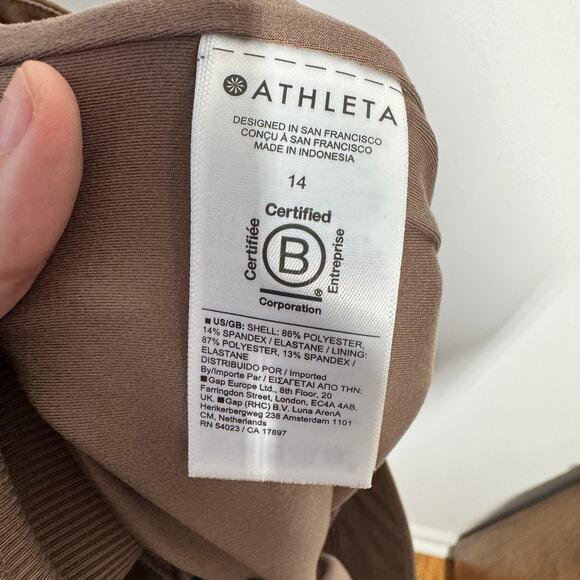 ATHLETA
DESIGNED IN SAN FRANCISCO
CONÇU À SAN FRANCISCO
MADE IN INDONESIA
14
Certified
Certifiée
B
Entreprise
®
Corporation
■ US/GB: SHELL: 86% POLYESTER,
14% SPANDEX / ELASTANE / LINING:
87% POLYESTER, 13% SPANDEX /
ELASTANE
DISTRIBUIDO POR / Imported
By/Importe Par / ΕΙΣΑΓΕΤΑΙ ΑΠΟ ΤΗΝ:
■Gap Europe Ltd., 8th Floor, 20
Farringdon Street, London, EC4A 4AB,
UK. ■Gap (RHC) B.V. Luna ArenA
Herikerbergweg 238 Amsterdam 1101
CM, Netherlands
RN 54023 / CA 17897